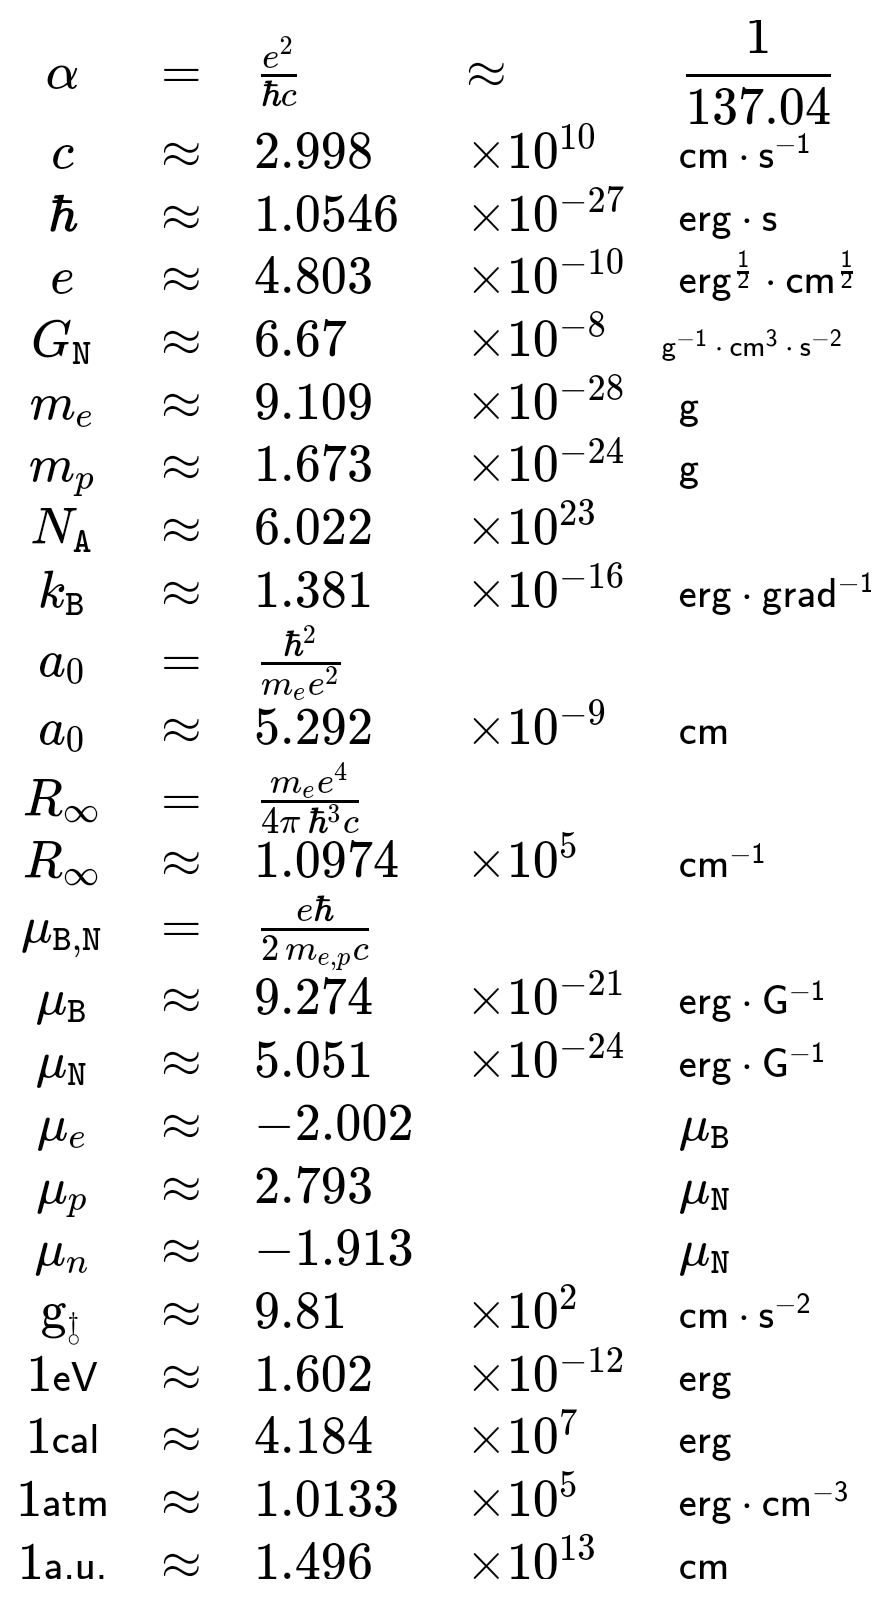 α = e²/ħc ≈ 1/137.04
c ≈ 2.998 ×10¹⁰ cm · s⁻¹
ħ ≈ 1.0546 ×10⁻²⁷ erg · s
e ≈ 4.803 ×10⁻¹⁰ erg^{1/2} · cm^{1/2}
G_N ≈ 6.67 ×10⁻⁸ g⁻¹ · cm³ · s⁻²
m_e ≈ 9.109 ×10⁻²⁸ g
m_p ≈ 1.673 ×10⁻²⁴ g
N_A ≈ 6.022 ×10²³
k_B ≈ 1.381 ×10⁻¹⁶ erg · grad⁻¹
a₀ = ħ²/m_e e²
a₀ ≈ 5.292 ×10⁻⁹ cm
R_∞ = m_e e⁴/4π ħ³c
R_∞ ≈ 1.0974 ×10⁵ cm⁻¹
μ_{B,N} = eħ/2 m_{e,p}c
μ_B ≈ 9.274 ×10⁻²¹ erg · G⁻¹
μ_N ≈ 5.051 ×10⁻²⁴ erg · G⁻¹
μ_e ≈ −2.002 μ_B
μ_p ≈ 2.793 μ_N
μ_n ≈ −1.913 μ_N
g_♁ ≈ 9.81 ×10² cm · s⁻²
1eV ≈ 1.602 ×10⁻¹² erg
1cal ≈ 4.184 ×10⁷ erg
1atm ≈ 1.0133 ×10⁵ erg · cm⁻³
1a.u. ≈ 1.496 ×10¹³ cm